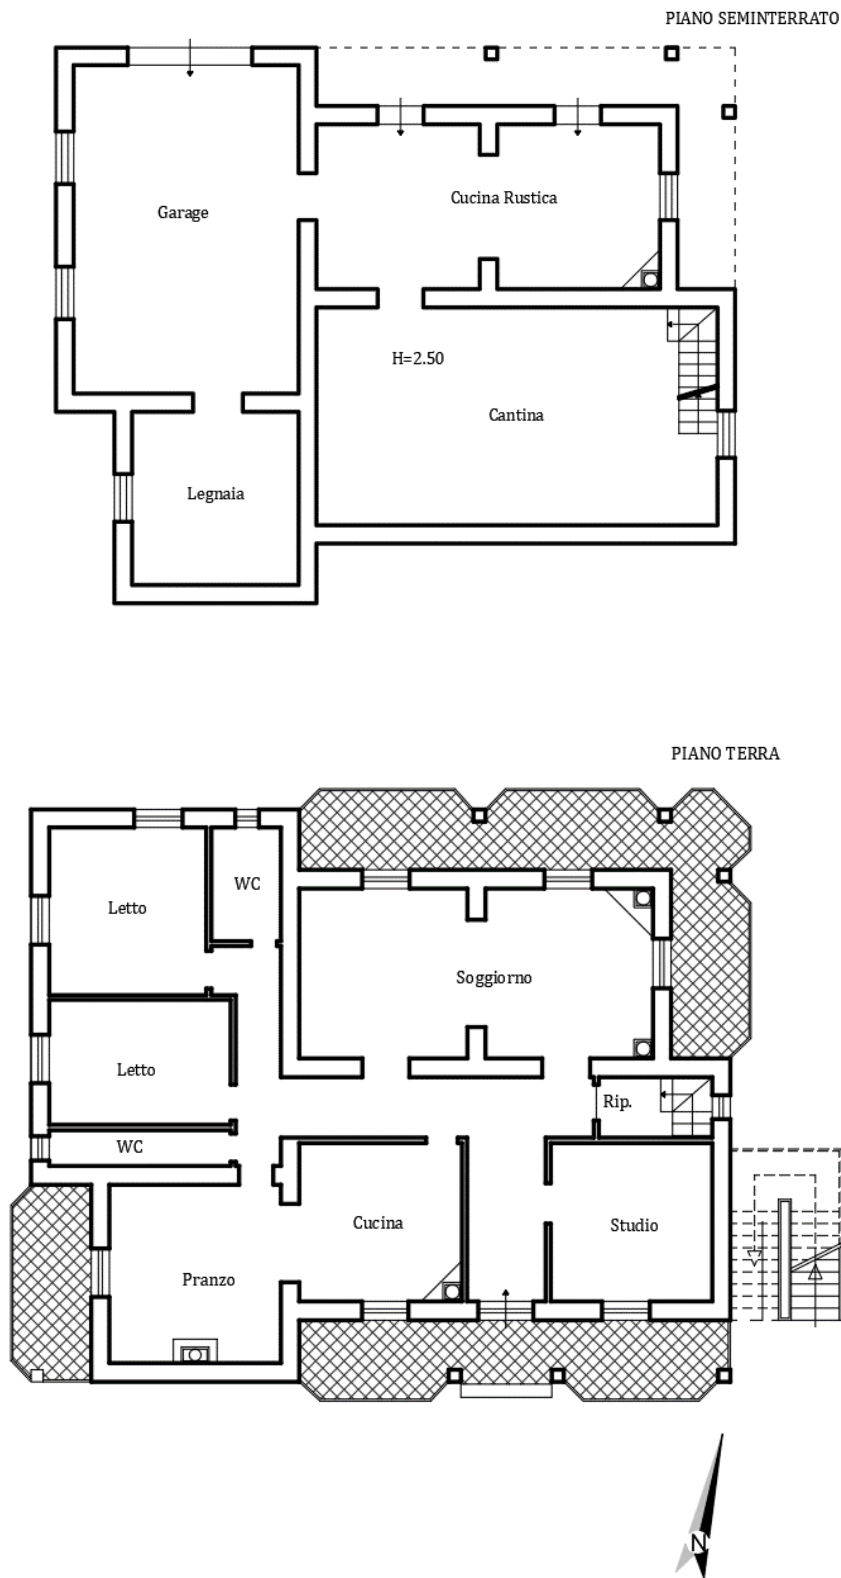 PIANO SEMINTERRATO
Cucina Rustica
Garage
H=2.50
Cantina
Legnaia
PIANO TERRA
WC
Letto
Soggiorno
Letto
Rip.
WC
Cucina
Studio
Pranzo
N